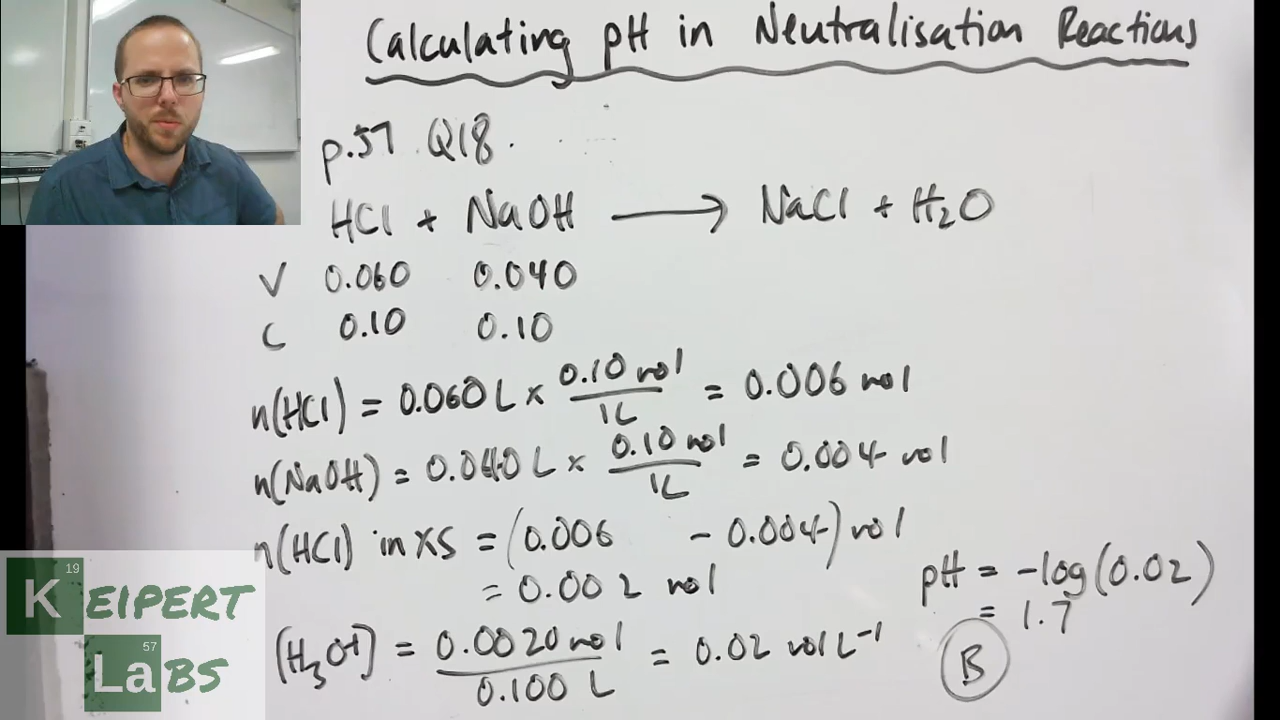 Calculating pH in Neutralisation Reactions
p.57 Q18.
HCl + NaOH ⟶ NaCl + H₂O
V 0.060 0.040
C 0.10 0.10
n(HCl) = 0.060 L × 0.10 mol / 1L = 0.006 mol
n(NaOH) = 0.040 L × 0.10 mol / 1L = 0.004 mol
n(HCl) in XS = (0.006 - 0.004) mol
= 0.002 mol
[H₃O⁺] = 0.0020 mol / 0.100 L = 0.02 mol L⁻¹
pH = -log(0.02)
= 1.7
B
19
KEIPERT
57
LaBS